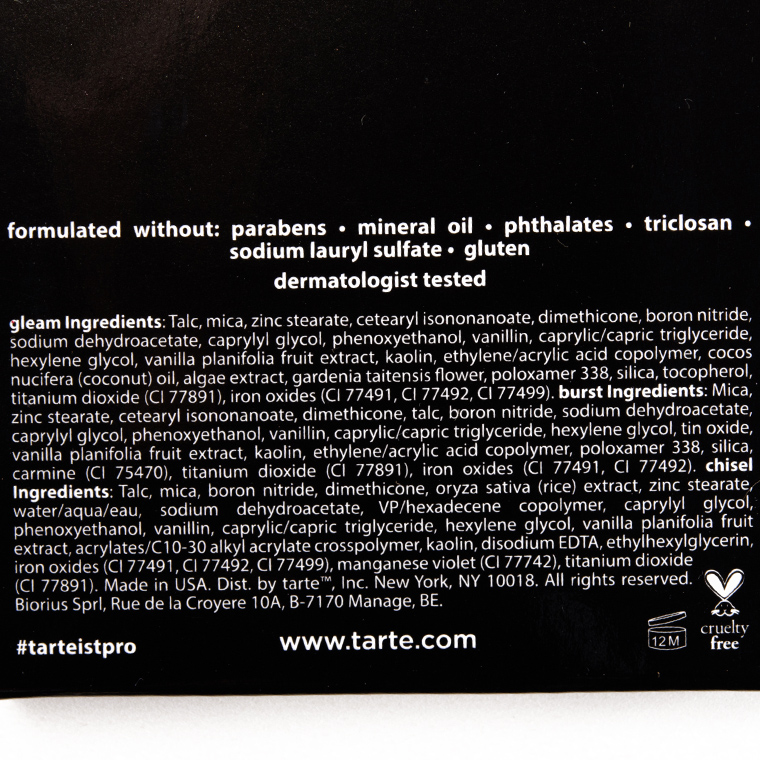 formulated without: parabens • mineral oil • phthalates • triclosan •
sodium lauryl sulfate • gluten
dermatologist tested
gleam Ingredients: Talc, mica, zinc stearate, cetearyl isononanoate, dimethicone, boron nitride,
sodium dehydroacetate, caprylyl glycol, phenoxyethanol, vanillin, caprylic/capric triglyceride,
hexylene glycol, vanilla planifolia fruit extract, kaolin, ethylene/acrylic acid copolymer, cocos
nucifera (coconut) oil, algae extract, gardenia taitensis flower, poloxamer 338, silica, tocopherol,
titanium dioxide (CI 77891), iron oxides (CI 77491, CI 77492, CI 77499). burst Ingredients: Mica,
zinc stearate, cetearyl isononanoate, dimethicone, talc, boron nitride, sodium dehydroacetate,
caprylyl glycol, phenoxyethanol, vanillin, caprylic/capric triglyceride, hexylene glycol, tin oxide,
vanilla planifolia fruit extract, kaolin, ethylene/acrylic acid copolymer, poloxamer 338, silica,
carmine (CI 75470), titanium dioxide (CI 77891), iron oxides (CI 77491, CI 77492). chisel
Ingredients: Talc, mica, boron nitride, dimethicone, oryza sativa (rice) extract, zinc stearate,
water/aqua/eau, sodium dehydroacetate, VP/hexadecene copolymer, caprylyl glycol,
phenoxyethanol, vanillin, caprylic/capric triglyceride, hexylene glycol, vanilla planifolia fruit
extract, acrylates/C10-30 alkyl acrylate crosspolymer, kaolin, disodium EDTA, ethylhexylglycerin,
iron oxides (CI 77491, CI 77492, CI 77499), manganese violet (CI 77742), titanium dioxide
(CI 77891). Made in USA. Dist. by tarte™, Inc. New York, NY 10018. All rights reserved.
Biorius Sprl, Rue de la Croyere 10A, B-7170 Manage, BE.
#tarteistpro
www.tarte.com
12M
cruelty
free